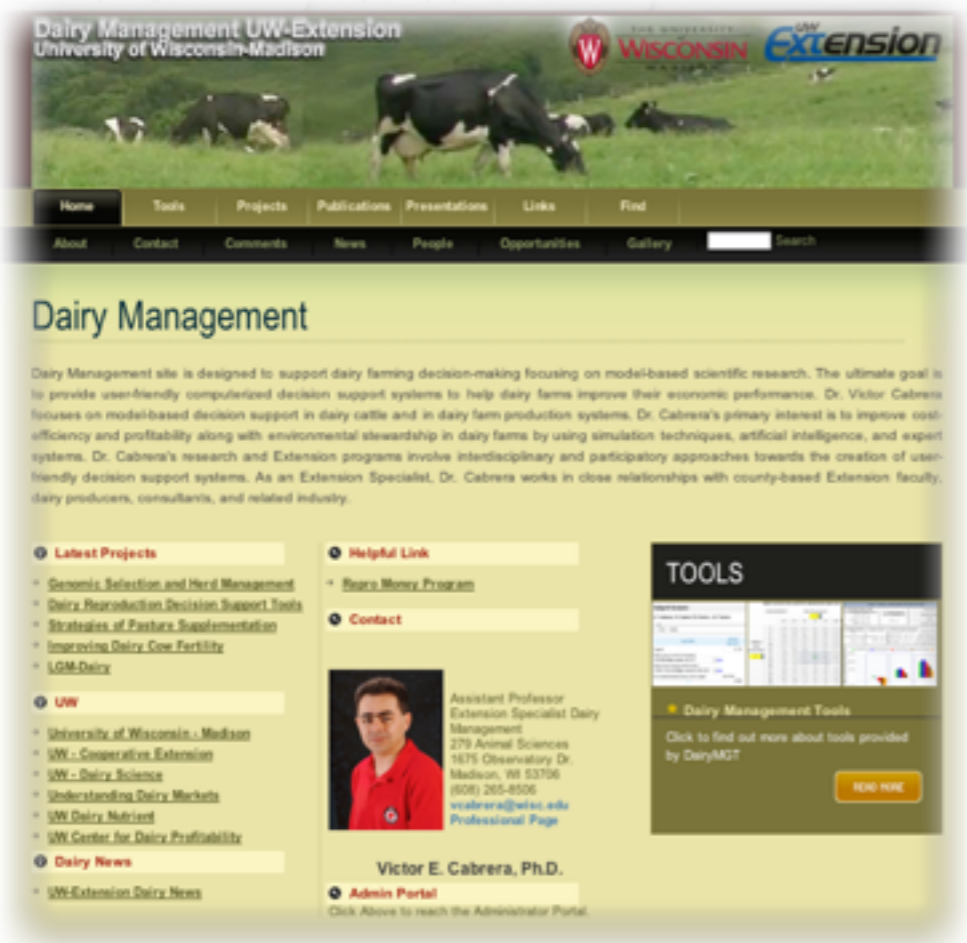 Dairy Management UW-Extension
University of Wisconsin-Madison
THE UNIVERSITY
WISCONSIN
MADISON
UW
Extension
Home Tools Projects Publications Presentations Links Find
About Contact Comments News People Opportunities Gallery Search
Dairy Management
Dairy Management site is designed to support dairy farming decision-making focusing on model-based scientific research. The ultimate goal is
to provide user-friendly computerized decision support systems to help dairy farms improve their economic performance. Dr. Victor Cabrera
focuses on model-based decision support in dairy cattle and in dairy farm production systems. Dr. Cabrera's primary interest is to improve cost-
efficiency and profitability along with environmental stewardship in dairy farms by using simulation techniques, artificial intelligence, and expert
systems. Dr. Cabrera's research and Extension programs involve interdisciplinary and participatory approaches towards the creation of user-
friendly decision support systems. As an Extension Specialist, Dr. Cabrera works in close relationships with county-based Extension faculty,
dairy producers, consultants, and related industry.
Latest Projects
Genomic Selection and Herd Management
Dairy Reproduction Decision Support Tools
Strategies of Pasture Supplementation
Improving Dairy Cow Fertility
LGM-Dairy
UW
University of Wisconsin - Madison
UW - Cooperative Extension
UW - Dairy Science
Understanding Dairy Markets
UW Dairy Nutrient
UW Center for Dairy Profitability
Dairy News
UW-Extension Dairy News
Helpful Link
Repro Money Program
Contact
Assistant Professor
Extension Specialist Dairy
Management
279 Animal Sciences
1675 Observatory Dr.
Madison, WI 53706
(608) 265-8506
vcabrera@wisc.edu
Professional Page
Victor E. Cabrera, Ph.D.
Admin Portal
Click Above to reach the Administrator Portal.
TOOLS
Dairy Management Tools
Click to find out more about tools provided
by DairyMGT
READ MORE